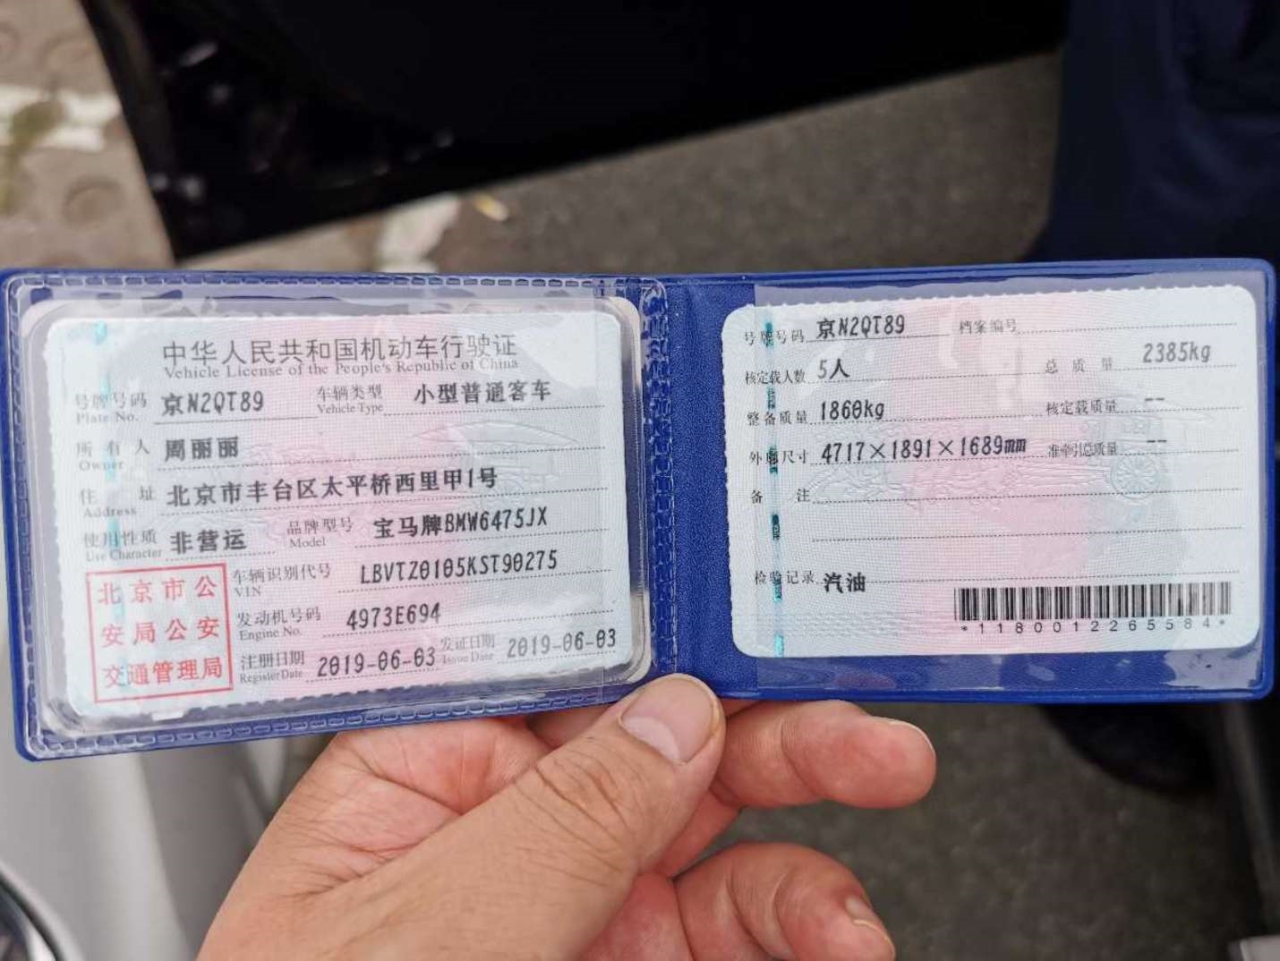 中华人民共和国机动车行驶证
Vehicle License of the People's Republic of China
号牌号码 京N2QT89 车辆类型 小型普通客车
Plate No. Vehicle Type
所有人 周丽丽
Owner
住址 北京市丰台区太平桥西里甲1号
Address
使用性质 非营运 品牌型号 宝马牌BMW6475JX
Use Character Model
北京市公
安局公安
交通管理局
车辆识别代号 LBVTZ0105KST90275
VIN
发动机号码 4973E694
Engine No.
注册日期 2019-06-03 发证日期 2019-06-03
Register Date Issue Date
号牌号码 京N2QT89 档案编号
核定载人数 5人 总质量 2385kg
整备质量 1860kg 核定载质量 --
外廓尺寸 4717×1891×1689mm 准牵引总质量 --
备注
检验记录 汽油
*1180012265584*